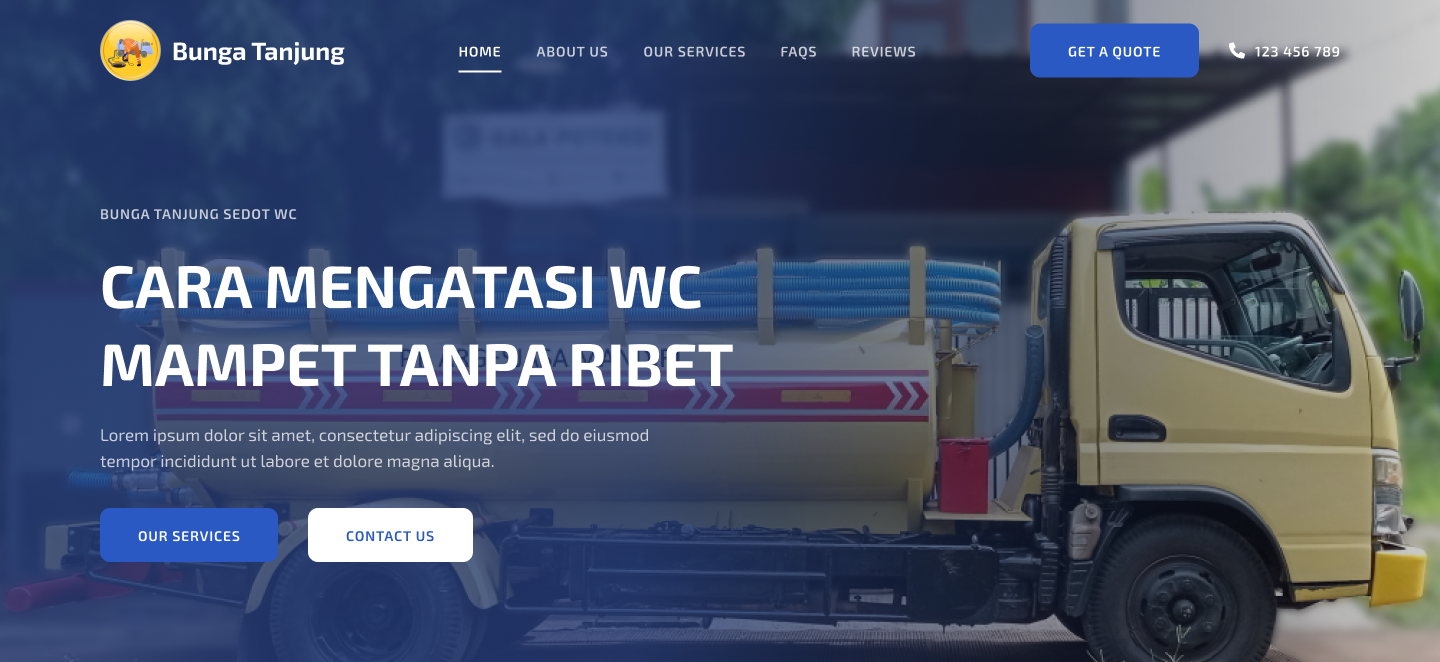 Bunga Tanjung
HOME ABOUT US OUR SERVICES FAQS REVIEWS
GET A QUOTE
123 456 789
BUNGA TANJUNG SEDOT WC
CARA MENGATASI WC
MAMPET TANPA RIBET
Lorem ipsum dolor sit amet, consectetur adipiscing elit, sed do eiusmod
tempor incididunt ut labore et dolore magna aliqua.
OUR SERVICES
CONTACT US